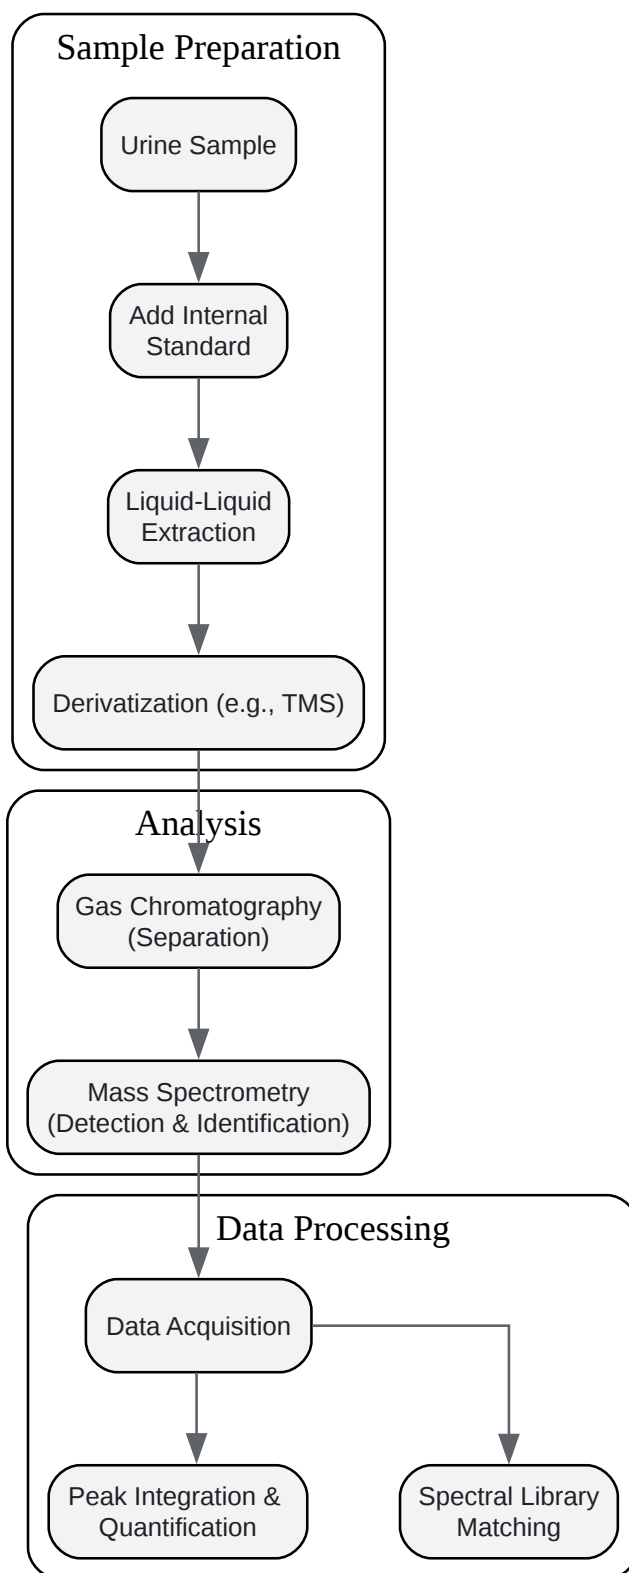 Sample Preparation
Urine Sample
Add Internal
Standard
Liquid-Liquid
Extraction
Derivatization (e.g., TMS)
Analysis
Gas Chromatography
(Separation)
Mass Spectrometry
(Detection & Identification)
Data Processing
Data Acquisition
Peak Integration &
Quantification
Spectral Library
Matching